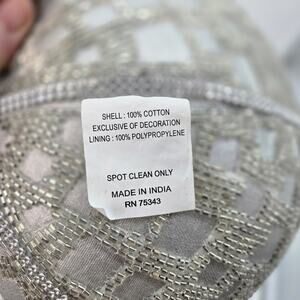 SHELL : 100% COTTON
EXCLUSIVE OF DECORATION
LINING : 100% POLYPROPYLENE
SPOT CLEAN ONLY
MADE IN INDIA
RN 75343